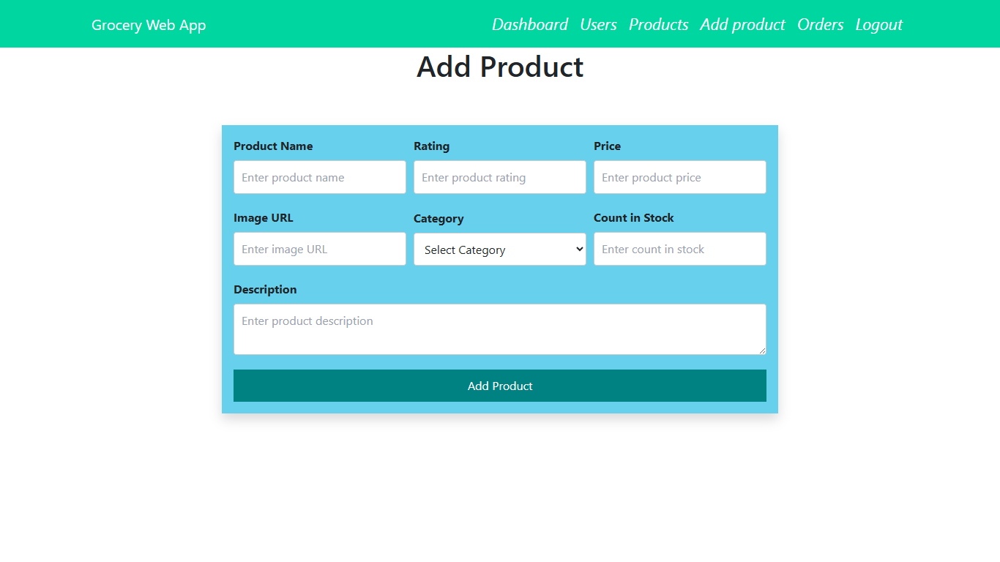 Grocery Web App Dashboard Users Products Add product Orders Logout
Add Product
Product Name Rating Price
Enter product name Enter product rating Enter product price
Image URL Category Count in Stock
Enter image URL Select Category Enter count in stock
Description
Enter product description
Add Product